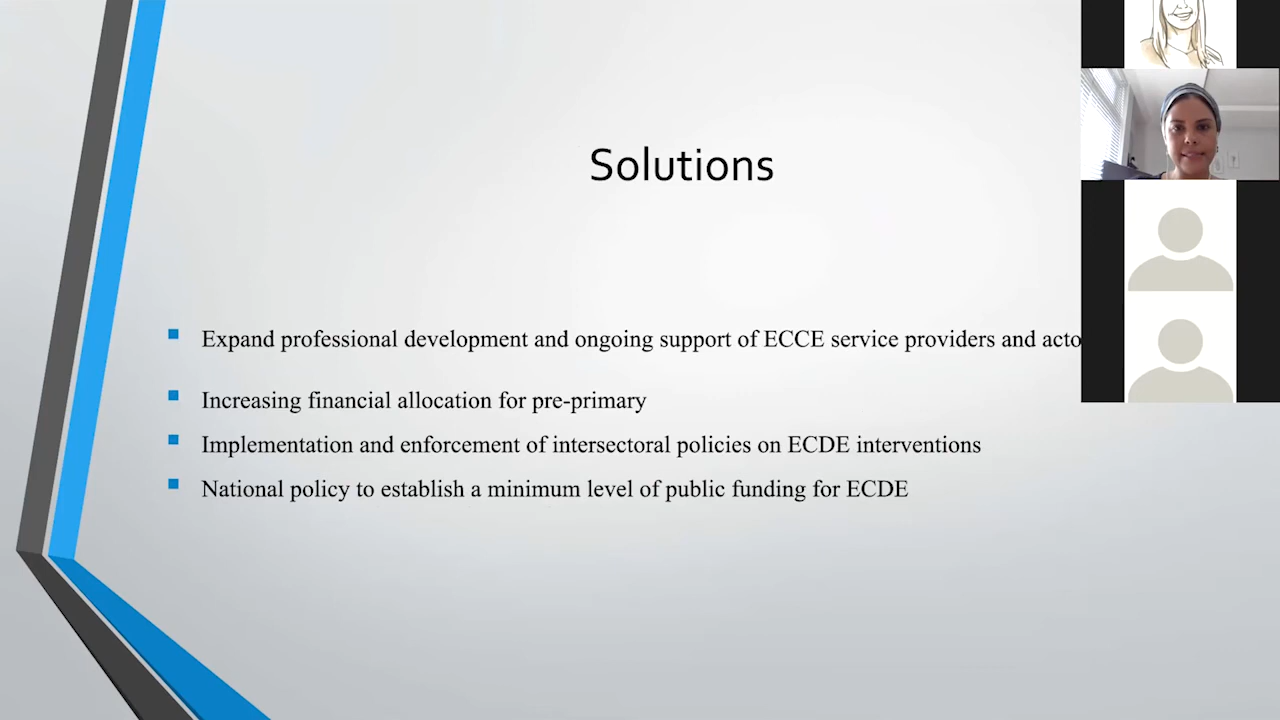 Solutions
Expand professional development and ongoing support of ECCE service providers and
Increasing financial allocation for pre-primary
Implementation and enforcement of intersectoral policies on ECDE interventions
National policy to establish a minimum level of public funding for ECDE